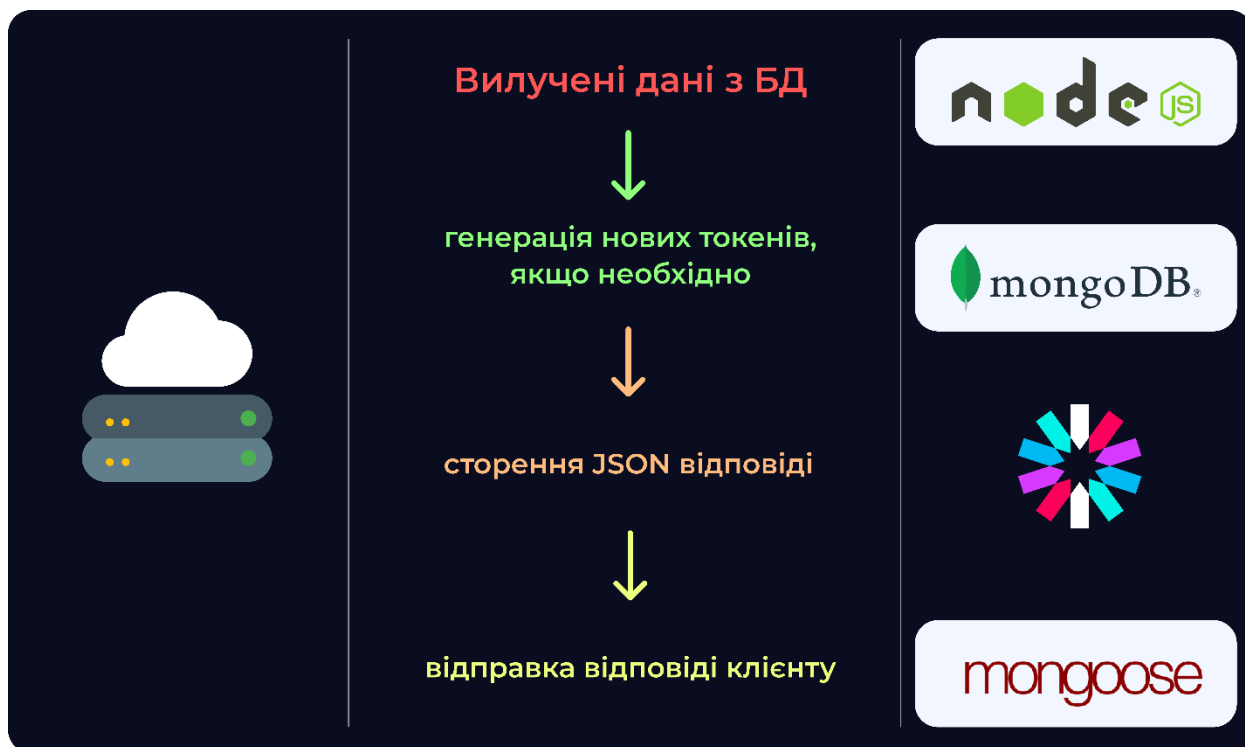 Вилучені дані з БД
генерація нових токенів,
якщо необхідно
сторення JSON відповіді
відправка відповіді клієнту
node JS
mongoDB®
mongoose